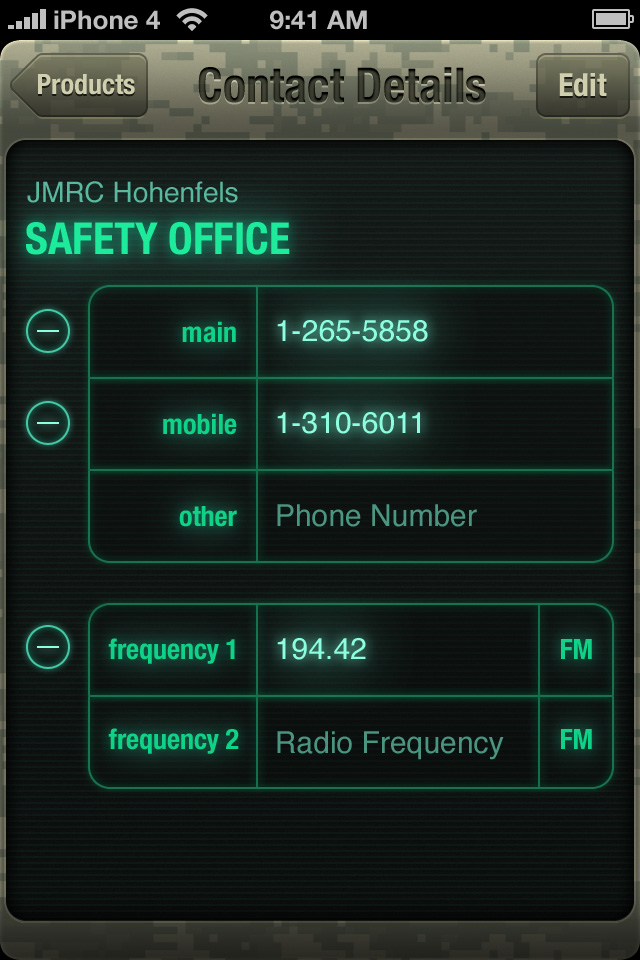 iPhone 4 9:41 AM
Products Contact Details Edit
JMRC Hohenfels
SAFETY OFFICE
main 1-265-5858
mobile 1-310-6011
other Phone Number
frequency 1 194.42 FM
frequency 2 Radio Frequency FM